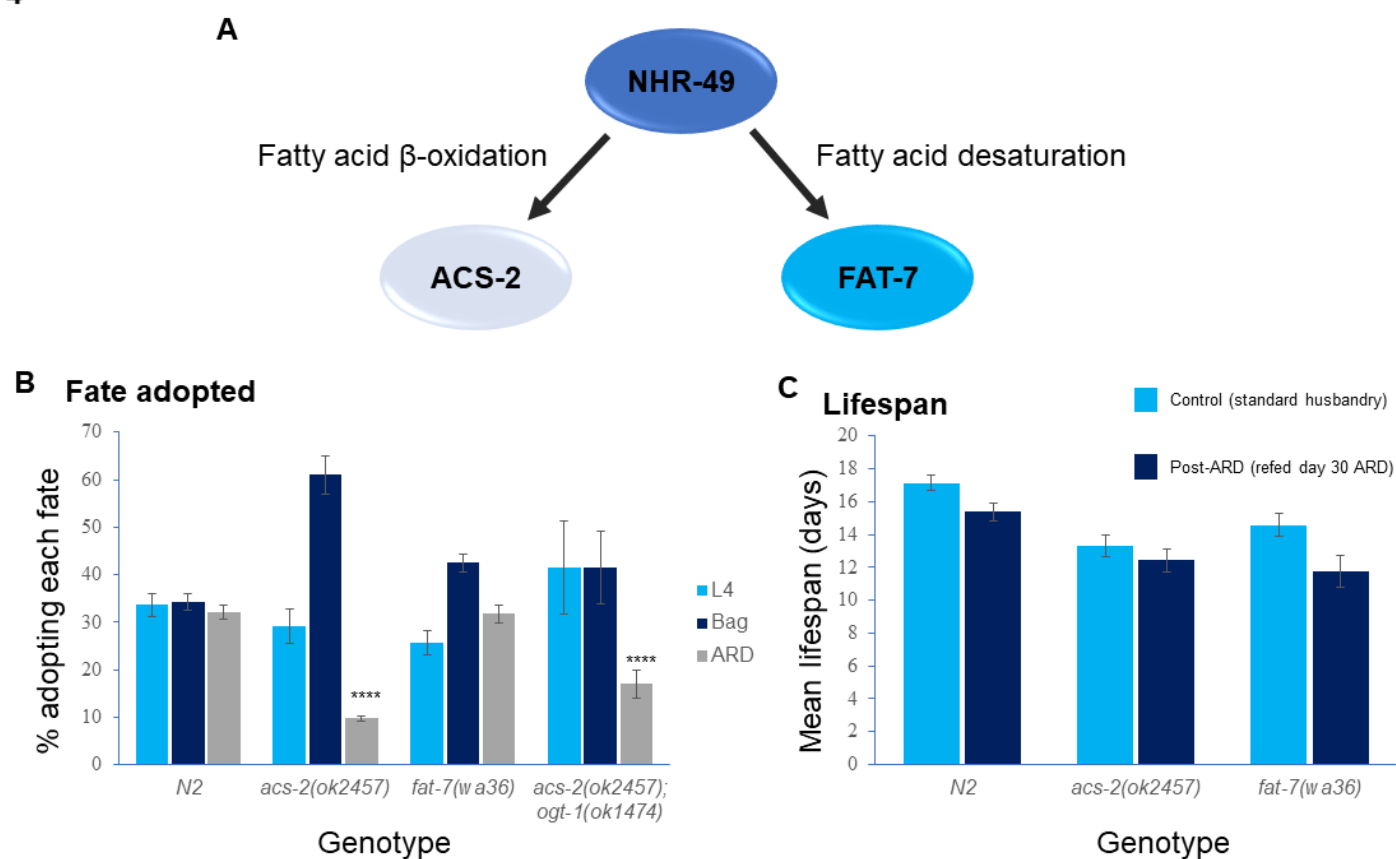 A
NHR-49
Fatty acid β-oxidation
Fatty acid desaturation
ACS-2
FAT-7
B
Fate adopted
70
60
50
40
30
20
10
0
% adopting each fate
****
****
L4
Bag
ARD
N2
acs-2(ok2457)
fat-7(wa36)
acs-2(ok2457);
ogt-1(ok1474)
Genotype
C
Lifespan
Control (standard husbandry)
Post-ARD (refed day 30 ARD)
20
18
16
14
12
10
8
6
4
2
0
Mean lifespan (days)
N2
acs-2(ok2457)
fat-7(wa36)
Genotype